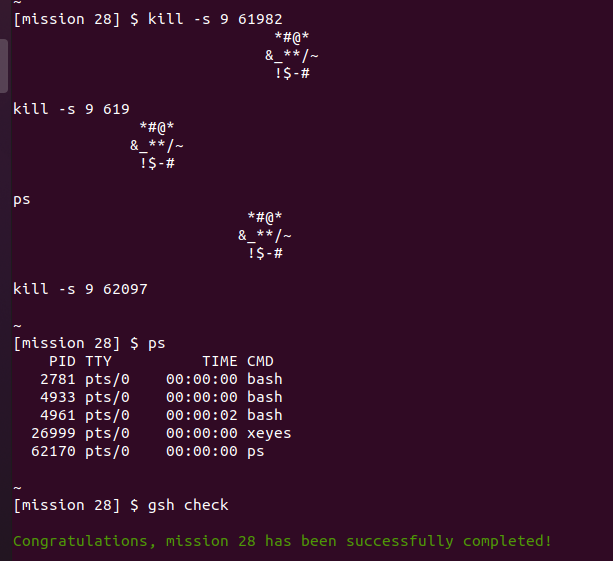 ~
[mission 28] $ kill -s 9 61982
                             *#@*
                            &_**/~
                             !$-#

kill -s 9 619
              *#@*
             &_**/~
              !$-#

ps
                          *#@*
                         &_**/~
                          !$-#

kill -s 9 62097

~
[mission 28] $ ps
    PID TTY          TIME CMD
   2781 pts/0    00:00:00 bash
   4933 pts/0    00:00:00 bash
   4961 pts/0    00:00:02 bash
  26999 pts/0    00:00:00 xeyes
  62170 pts/0    00:00:00 ps

~
[mission 28] $ gsh check

Congratulations, mission 28 has been successfully completed!